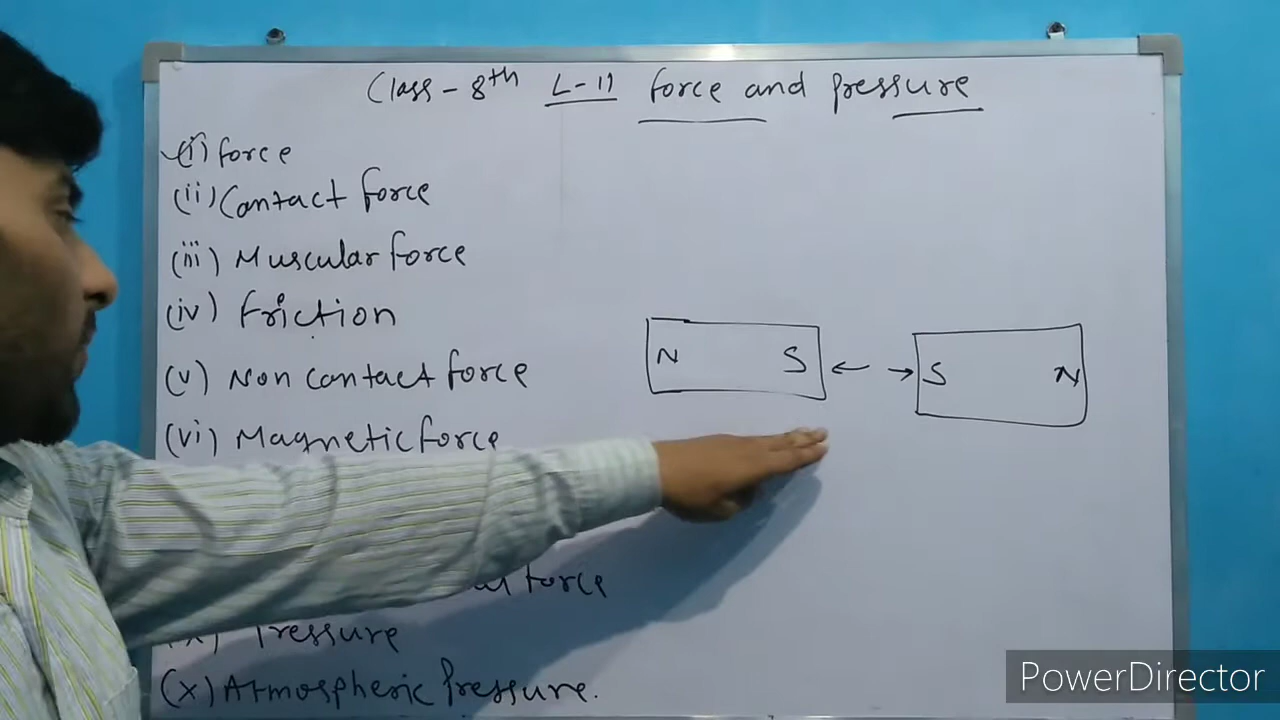 Class - 8th L-11 force and pressure
(i) force
(ii) Contact force
(iii) Muscular force
(iv) Friction
(v) Non contact force
N S ← → S N
(vi) Magnetic force
force
Pressure
(x) Atmospheric Pressure.
PowerDirector